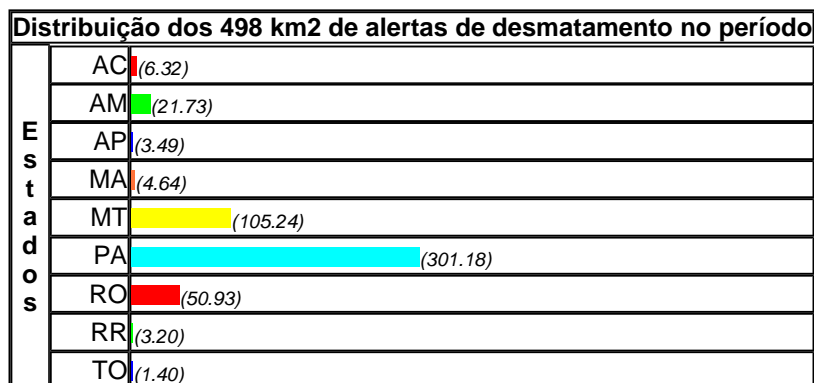 Distribuição dos 498 km2 de alertas de desmatamento no período
Estados
AC (6.32)
AM (21.73)
AP (3.49)
MA (4.64)
MT (105.24)
PA (301.18)
RO (50.93)
RR (3.20)
TO (1.40)